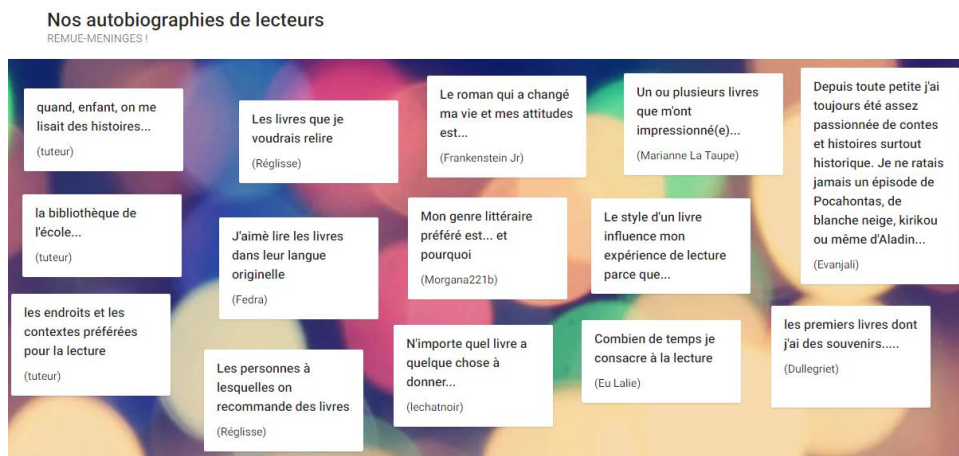 Nos autobiographies de lecteurs
REMUE-MENINGES !
quand, enfant, on me
lisait des histoires...
(tuteur)
Les livres que je
voudrais relire
(Réglisse)
Le roman qui a changé
ma vie et mes attitudes
est...
(Frankenstein Jr)
Un ou plusieurs livres
que m'ont
impressionné(e)...
(Marianne La Taupe)
Depuis toute petite j'ai
toujours été assez
passionnée de contes
et histoires surtout
historique. Je ne ratais
jamais un épisode de
Pocahontas, de
blanche neige, kirikou
ou même d'Aladin...
(Evanjali)
la bibliothèque de
l'école...
(tuteur)
J'aimè lire les livres
dans leur langue
originelle
(Fedra)
Mon genre littéraire
préféré est... et
pourquoi
(Morgana221b)
Le style d'un livre
influence mon
expérience de lecture
parce que...
les endroits et les
contextes préférées
pour la lecture
(tuteur)
Les personnes à
lesquelles on
recommande des livres
(Réglisse)
N'importe quel livre a
quelque chose à
donner...
(lechatnoir)
Combien de temps je
consacre à la lecture
(Eu Lalie)
les premiers livres dont
j'ai des souvenirs.....
(Dullegriet)